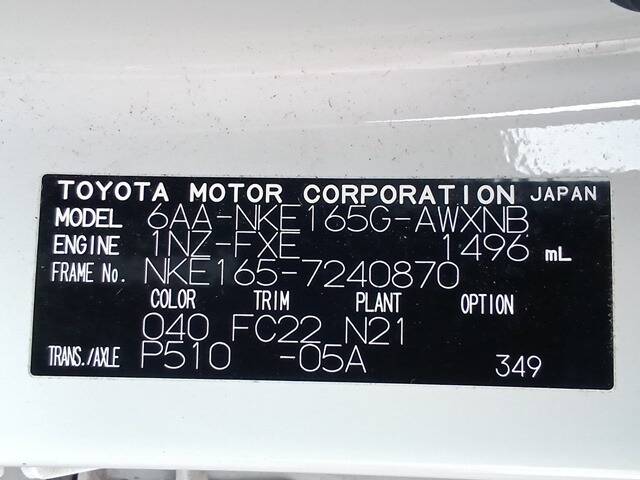 TOYOTA MOTOR CORPORATION JAPAN
MODEL 6AA-NKE165G-AWXNB
ENGINE 1NZ-FXE 1496 mL
FRAME No. NKE165-7240870
COLOR TRIM PLANT OPTION
040 FC22 N21
TRANS./AXLE P510 -05A 349